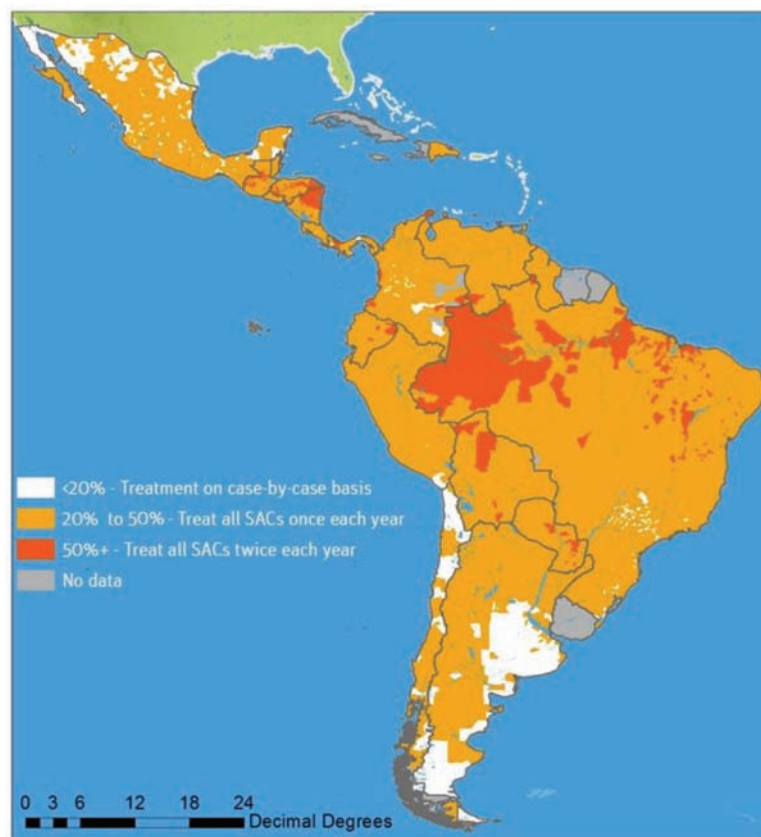 <20% - Treatment on case-by-case basis
20% to 50% - Treat all SACs once each year
50%+ - Treat all SACs twice each year
No data
0 3 6 12 18 24
Decimal Degrees